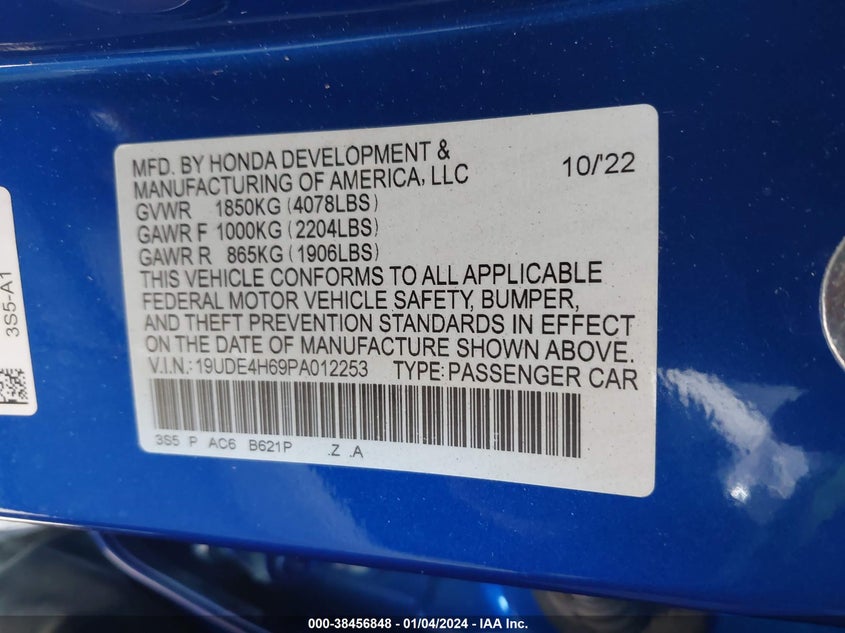 MFD. BY HONDA DEVELOPMENT &
MANUFACTURING OF AMERICA, LLC 10/'22
GVWR 1850KG (4078LBS)
GAWR F 1000KG (2204LBS)
GAWR R 865KG (1906LBS)
THIS VEHICLE CONFORMS TO ALL APPLICABLE
FEDERAL MOTOR VEHICLE SAFETY, BUMPER,
AND THEFT PREVENTION STANDARDS IN EFFECT
ON THE DATE OF MANUFACTURE SHOWN ABOVE.
V.I.N.:19UDE4H69PA012253 TYPE:PASSENGER CAR
3S5 P AC6 B621P .Z .A
3S5-A1
000-38456848 - 01/04/2024 - IAA Inc.